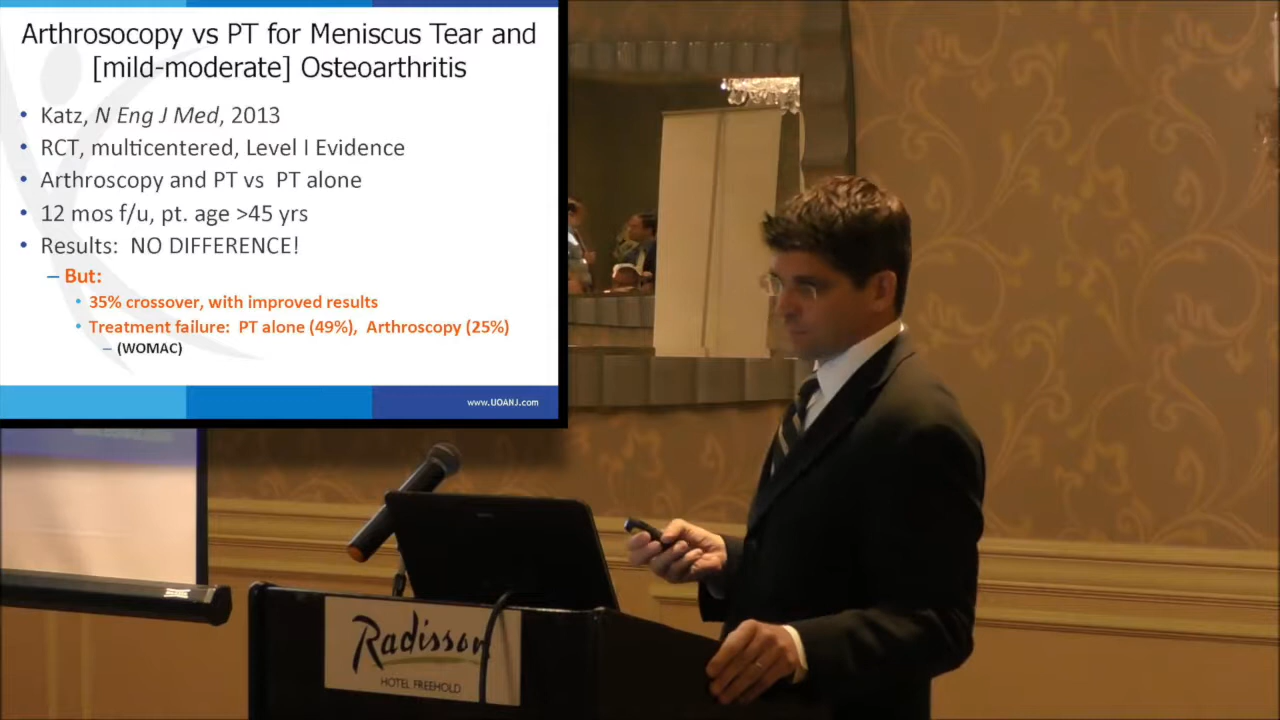 Arthrosocopy vs PT for Meniscus Tear and
[mild-moderate] Osteoarthritis
• Katz, N Eng J Med, 2013
• RCT, multicentered, Level I Evidence
• Arthroscopy and PT vs PT alone
• 12 mos f/u, pt. age >45 yrs
• Results: NO DIFFERENCE!
– But:
• 35% crossover, with improved results
• Treatment failure: PT alone (49%), Arthroscopy (25%)
– (WOMAC)
www.UOANJ.com
Radisson
HOTEL FREEHOLD